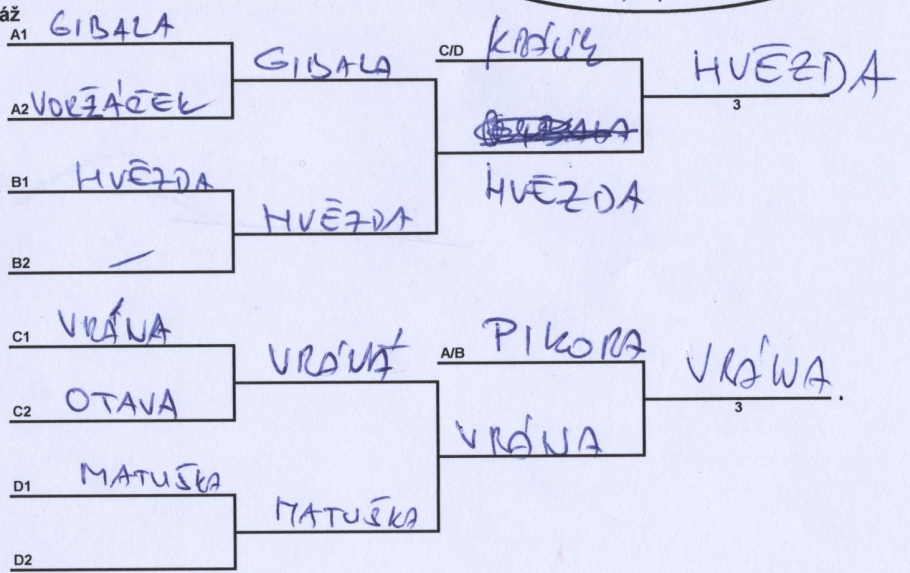 áž
A1 GIBALA
GIBALA
C/D KRÁLÍK
HVĚZDA
3
A2 VORŽÁČEK
B1 HVĚZDA
HVĚZDA
HVĚZDA
B2 —
C1 VRÁNA
VRÁNA
A/B PIKORA
VRÁNA
3
C2 OTAVA
VRÁNA
D1 MATUŠKA
MATUŠKA
D2